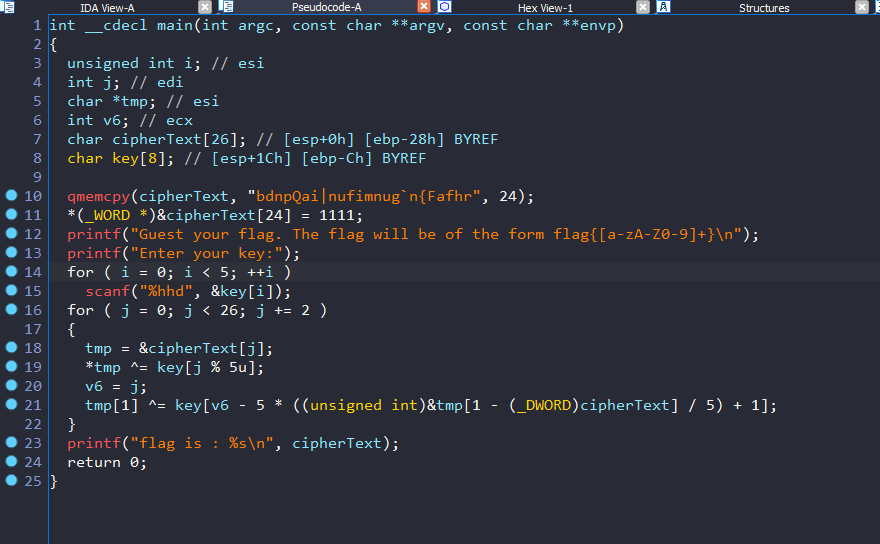 IDA View-A Pseudocode-A Hex View-1 Structures
1 int __cdecl main(int argc, const char **argv, const char **envp)
2 {
3 unsigned int i; // esi
4 int j; // edi
5 char *tmp; // esi
6 int v6; // ecx
7 char cipherText[26]; // [esp+0h] [ebp-28h] BYREF
8 char key[8]; // [esp+1Ch] [ebp-Ch] BYREF
9
10 qmemcpy(cipherText, "bdnpQai|nufimnug`n{Fafhr", 24);
11 *(_WORD *)&cipherText[24] = 1111;
12 printf("Guest your flag. The flag will be of the form flag{[a-zA-Z0-9]+}\n");
13 printf("Enter your key:");
14 for ( i = 0; i < 5; ++i )
15 scanf("%hhd", &key[i]);
16 for ( j = 0; j < 26; j += 2 )
17 {
18 tmp = &cipherText[j];
19 *tmp ^= key[j % 5u];
20 v6 = j;
21 tmp[1] ^= key[v6 - 5 * ((unsigned int)&tmp[1 - (_DWORD)cipherText] / 5) + 1];
22 }
23 printf("flag is : %s\n", cipherText);
24 return 0;
25 }